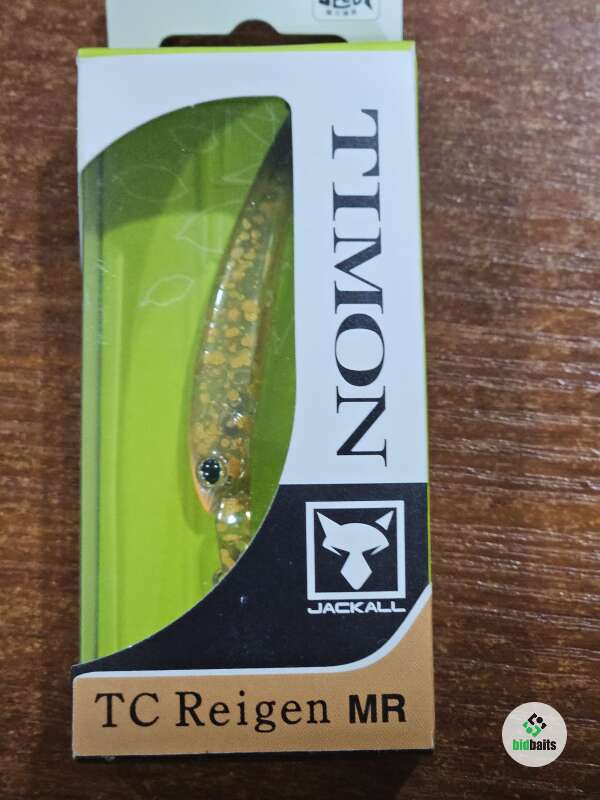 TIMON
JACKALL
TC Reigen MR
bidbaits